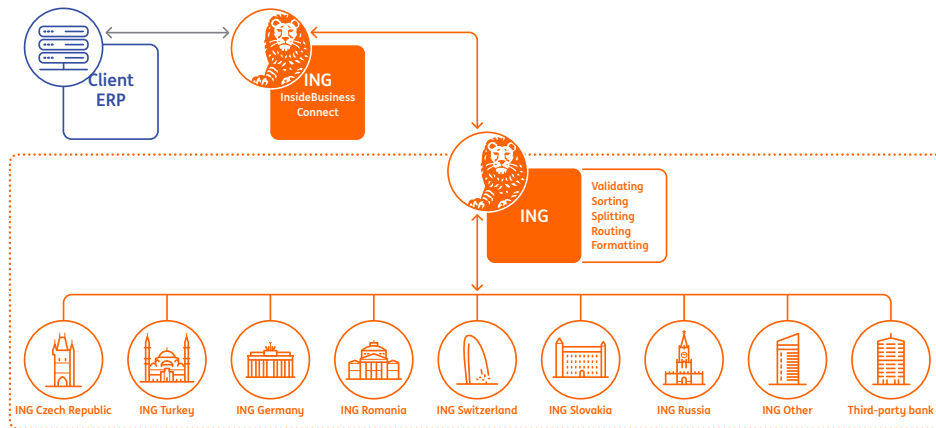 Client
ERP
ING
InsideBusiness
Connect
ING
Validating
Sorting
Splitting
Routing
Formatting
ING Czech Republic
ING Turkey
ING Germany
ING Romania
ING Switzerland
ING Slovakia
ING Russia
ING Other
Third-party bank